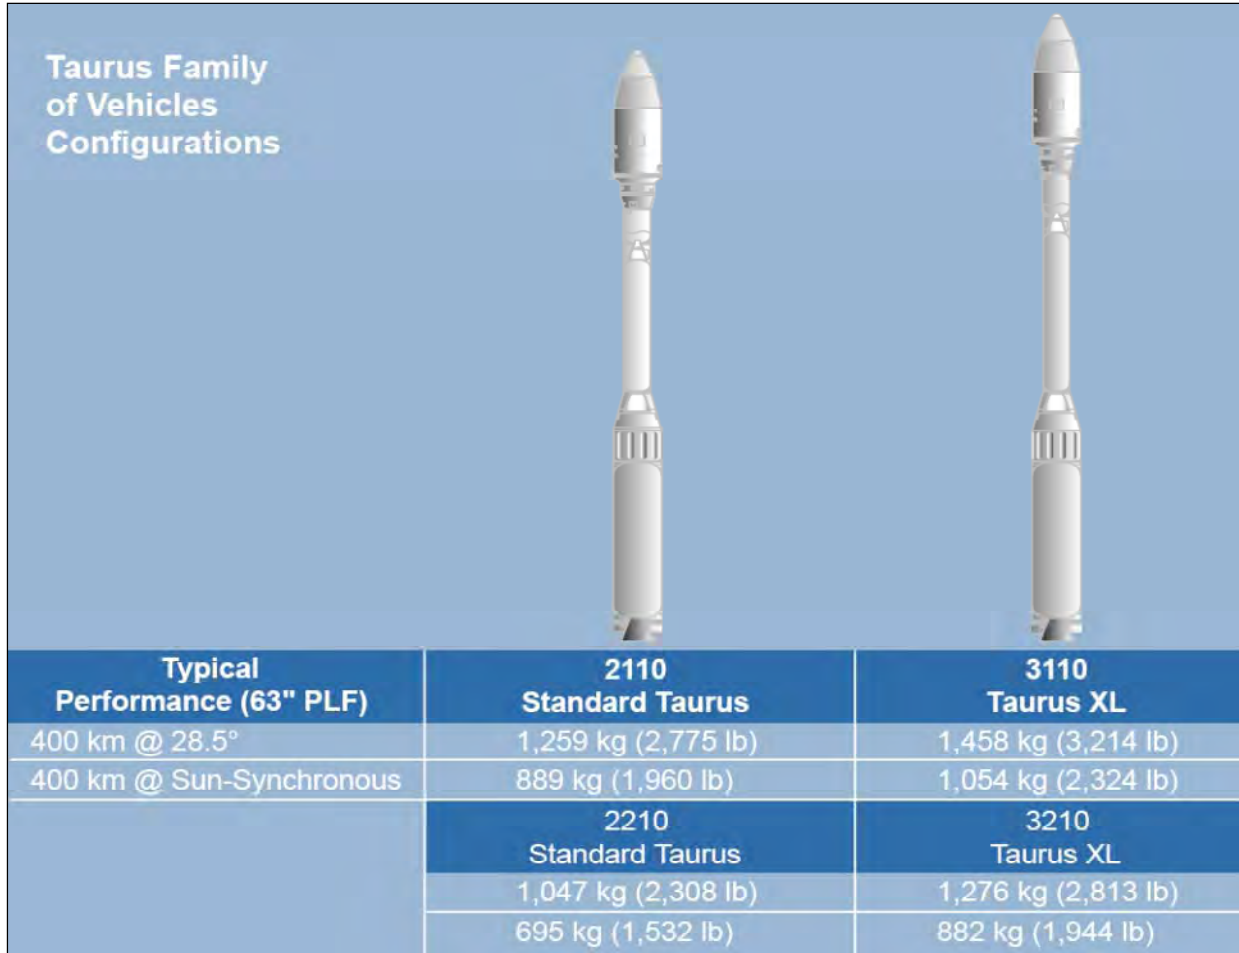 Taurus Family
of Vehicles
Configurations
Typical
Performance (63" PLF)
2110
Standard Taurus
3110
Taurus XL
400 km @ 28.5°
1,259 kg (2,775 lb)
1,458 kg (3,214 lb)
400 km @ Sun-Synchronous
889 kg (1,960 lb)
1,054 kg (2,324 lb)
2210
Standard Taurus
3210
Taurus XL
1,047 kg (2,308 lb)
1,276 kg (2,813 lb)
695 kg (1,532 lb)
882 kg (1,944 lb)